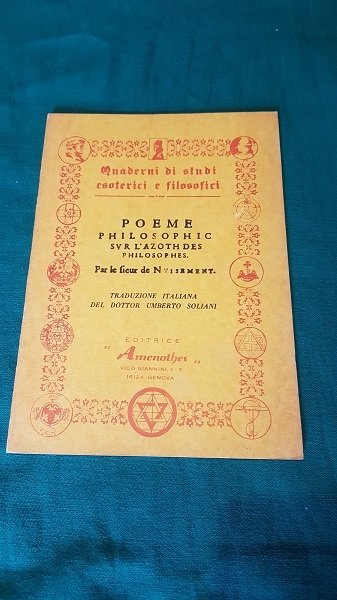 Quaderni di studi
esoterici e filosofici
POEME
PHILOSOPHIC
SVR L'AZOTH DES
PHILOSOPHES.
Par le sieur de NVISEMENT.
TRADUZIONE ITALIANA
DEL DOTTOR UMBERTO SOLIANI
EDITRICE
"Amenothes"
VICO GIANNINI, 1-3
16124 GENOVA